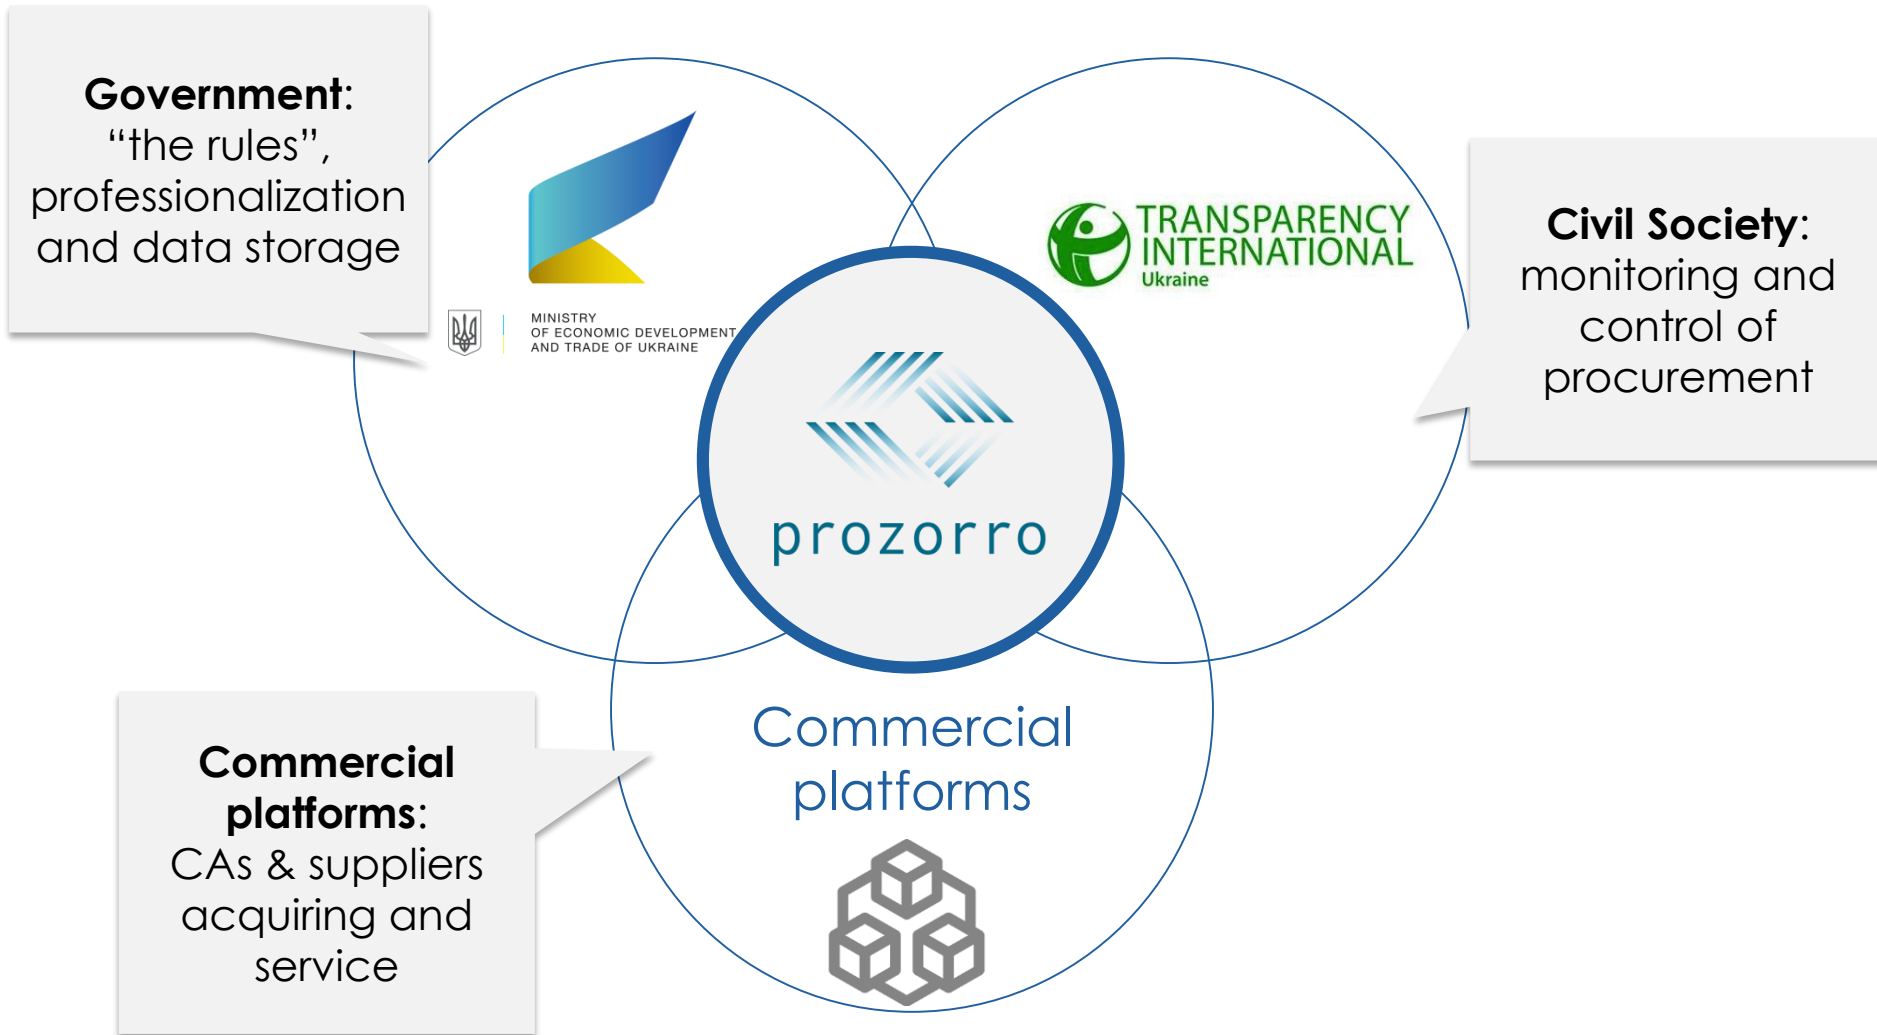 Government:
“the rules”,
professionalization
and data storage
MINISTRY
OF ECONOMIC DEVELOPMENT
AND TRADE OF UKRAINE
TRANSPARENCY
INTERNATIONAL
Ukraine
Civil Society:
monitoring and
control of
procurement
prozorro
Commercial
platforms
Commercial
platforms:
CAs & suppliers
acquiring and
service